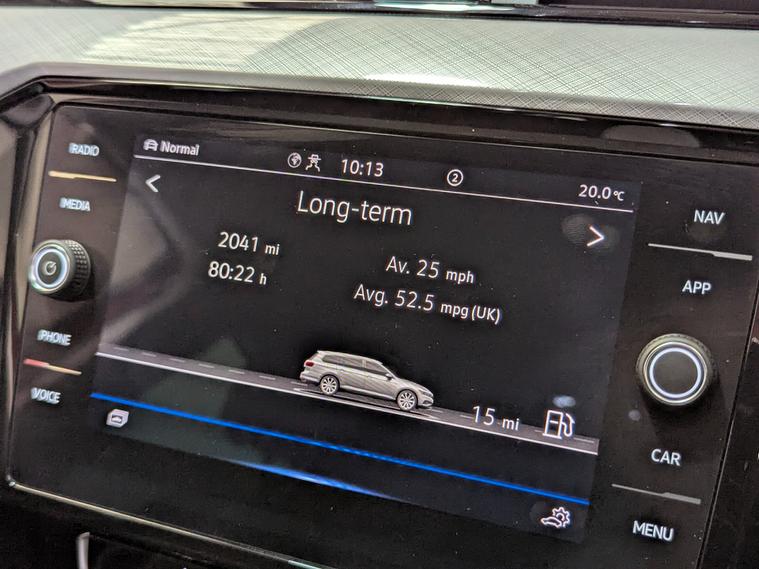 RADIO
MEDIA
PHONE
VOICE
Normal
10:13
2
20.0 °C
<
Long-term
>
2041 mi
80:22 h
Av. 25 mph
Avg. 52.5 mpg (UK)
15 mi
NAV
APP
CAR
MENU